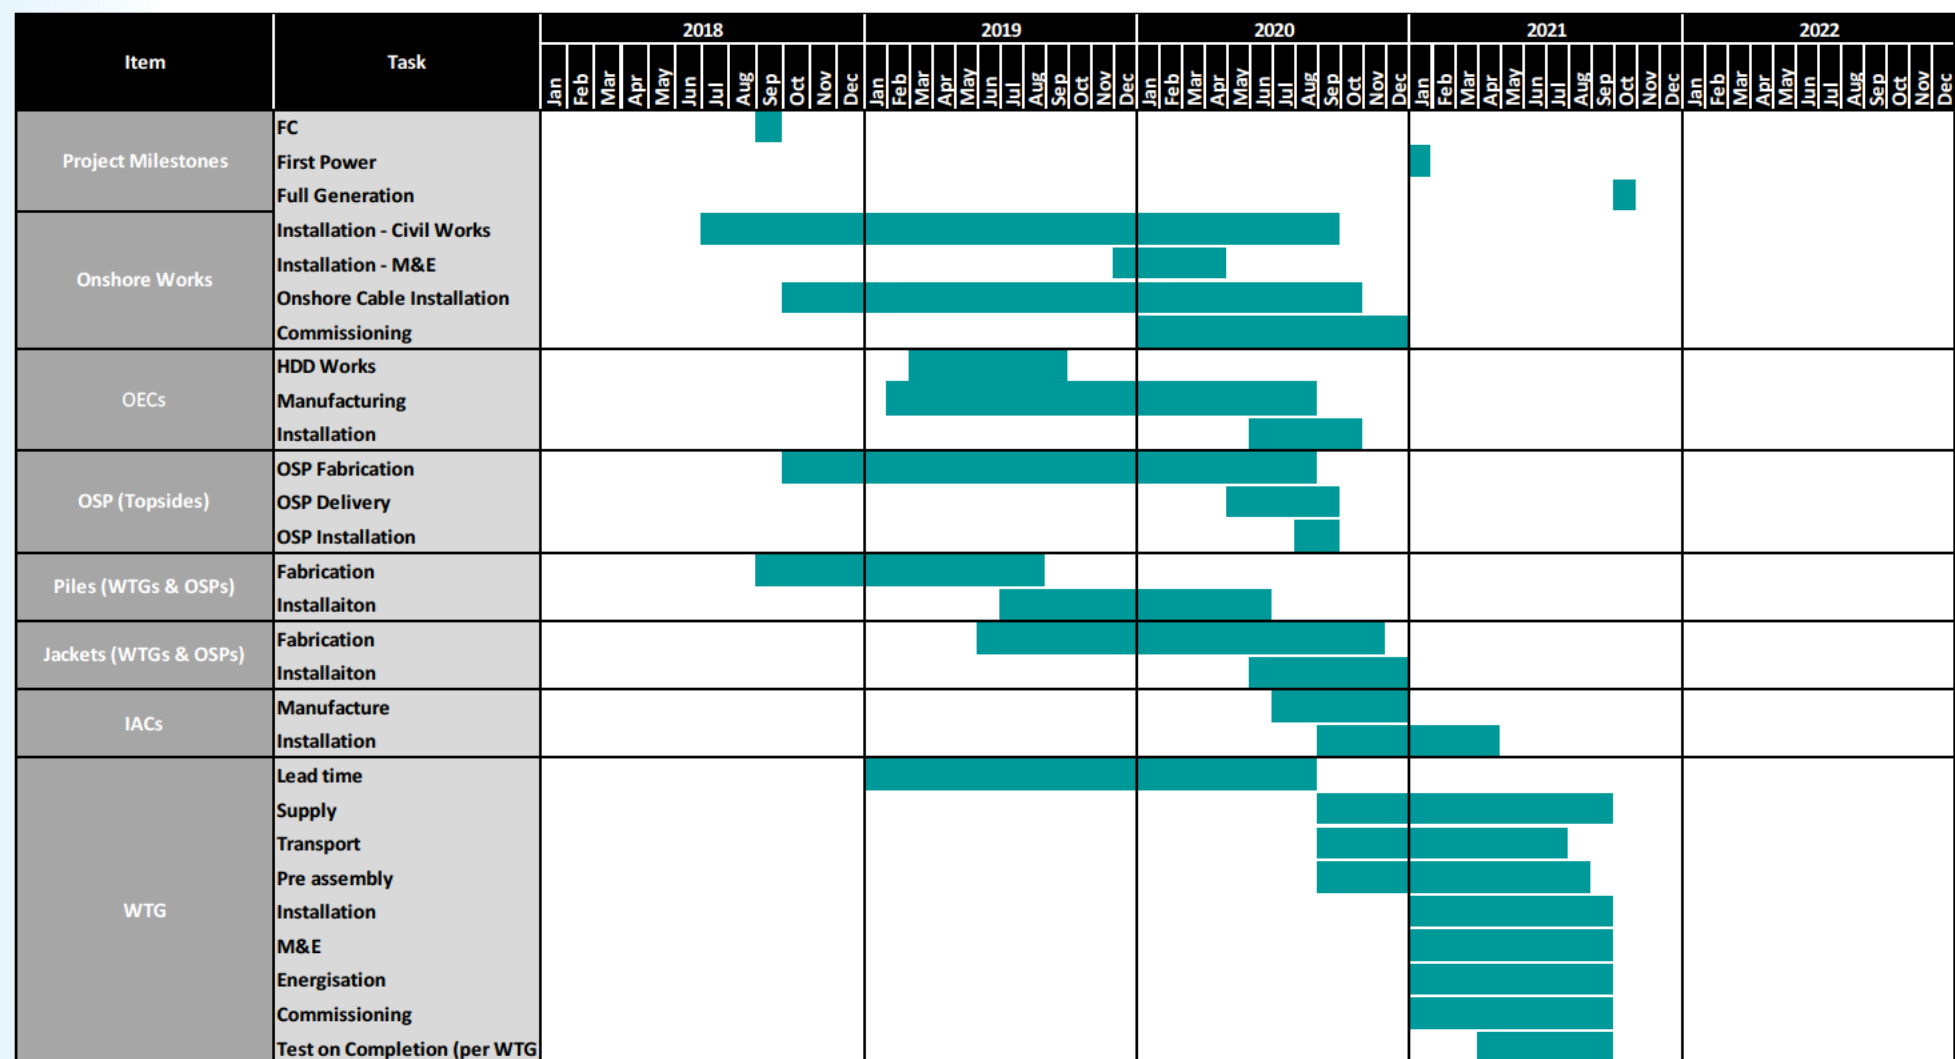 Item Task 2018 2019 2020 2021 2022
Jan Feb Mar Apr May Jun Jul Aug Sep Oct Nov Dec Jan Feb Mar Apr May Jun Jul Aug Sep Oct Nov Dec Jan Feb Mar Apr May Jun Jul Aug Sep Oct Nov Dec Jan Feb Mar Apr May Jun Jul Aug Sep Oct Nov Dec Jan Feb Mar Apr May Jun Jul Aug Sep Oct Nov Dec
Project Milestones
FC
First Power
Full Generation
Onshore Works
Installation - Civil Works
Installation - M&E
Onshore Cable Installation
Commissioning
OECs
HDD Works
Manufacturing
Installation
OSP (Topsides)
OSP Fabrication
OSP Delivery
OSP Installation
Piles (WTGs & OSPs)
Fabrication
Installaiton
Jackets (WTGs & OSPs)
Fabrication
Installaiton
IACs
Manufacture
Installation
WTG
Lead time
Supply
Transport
Pre assembly
Installation
M&E
Energisation
Commissioning
Test on Completion (per WTG